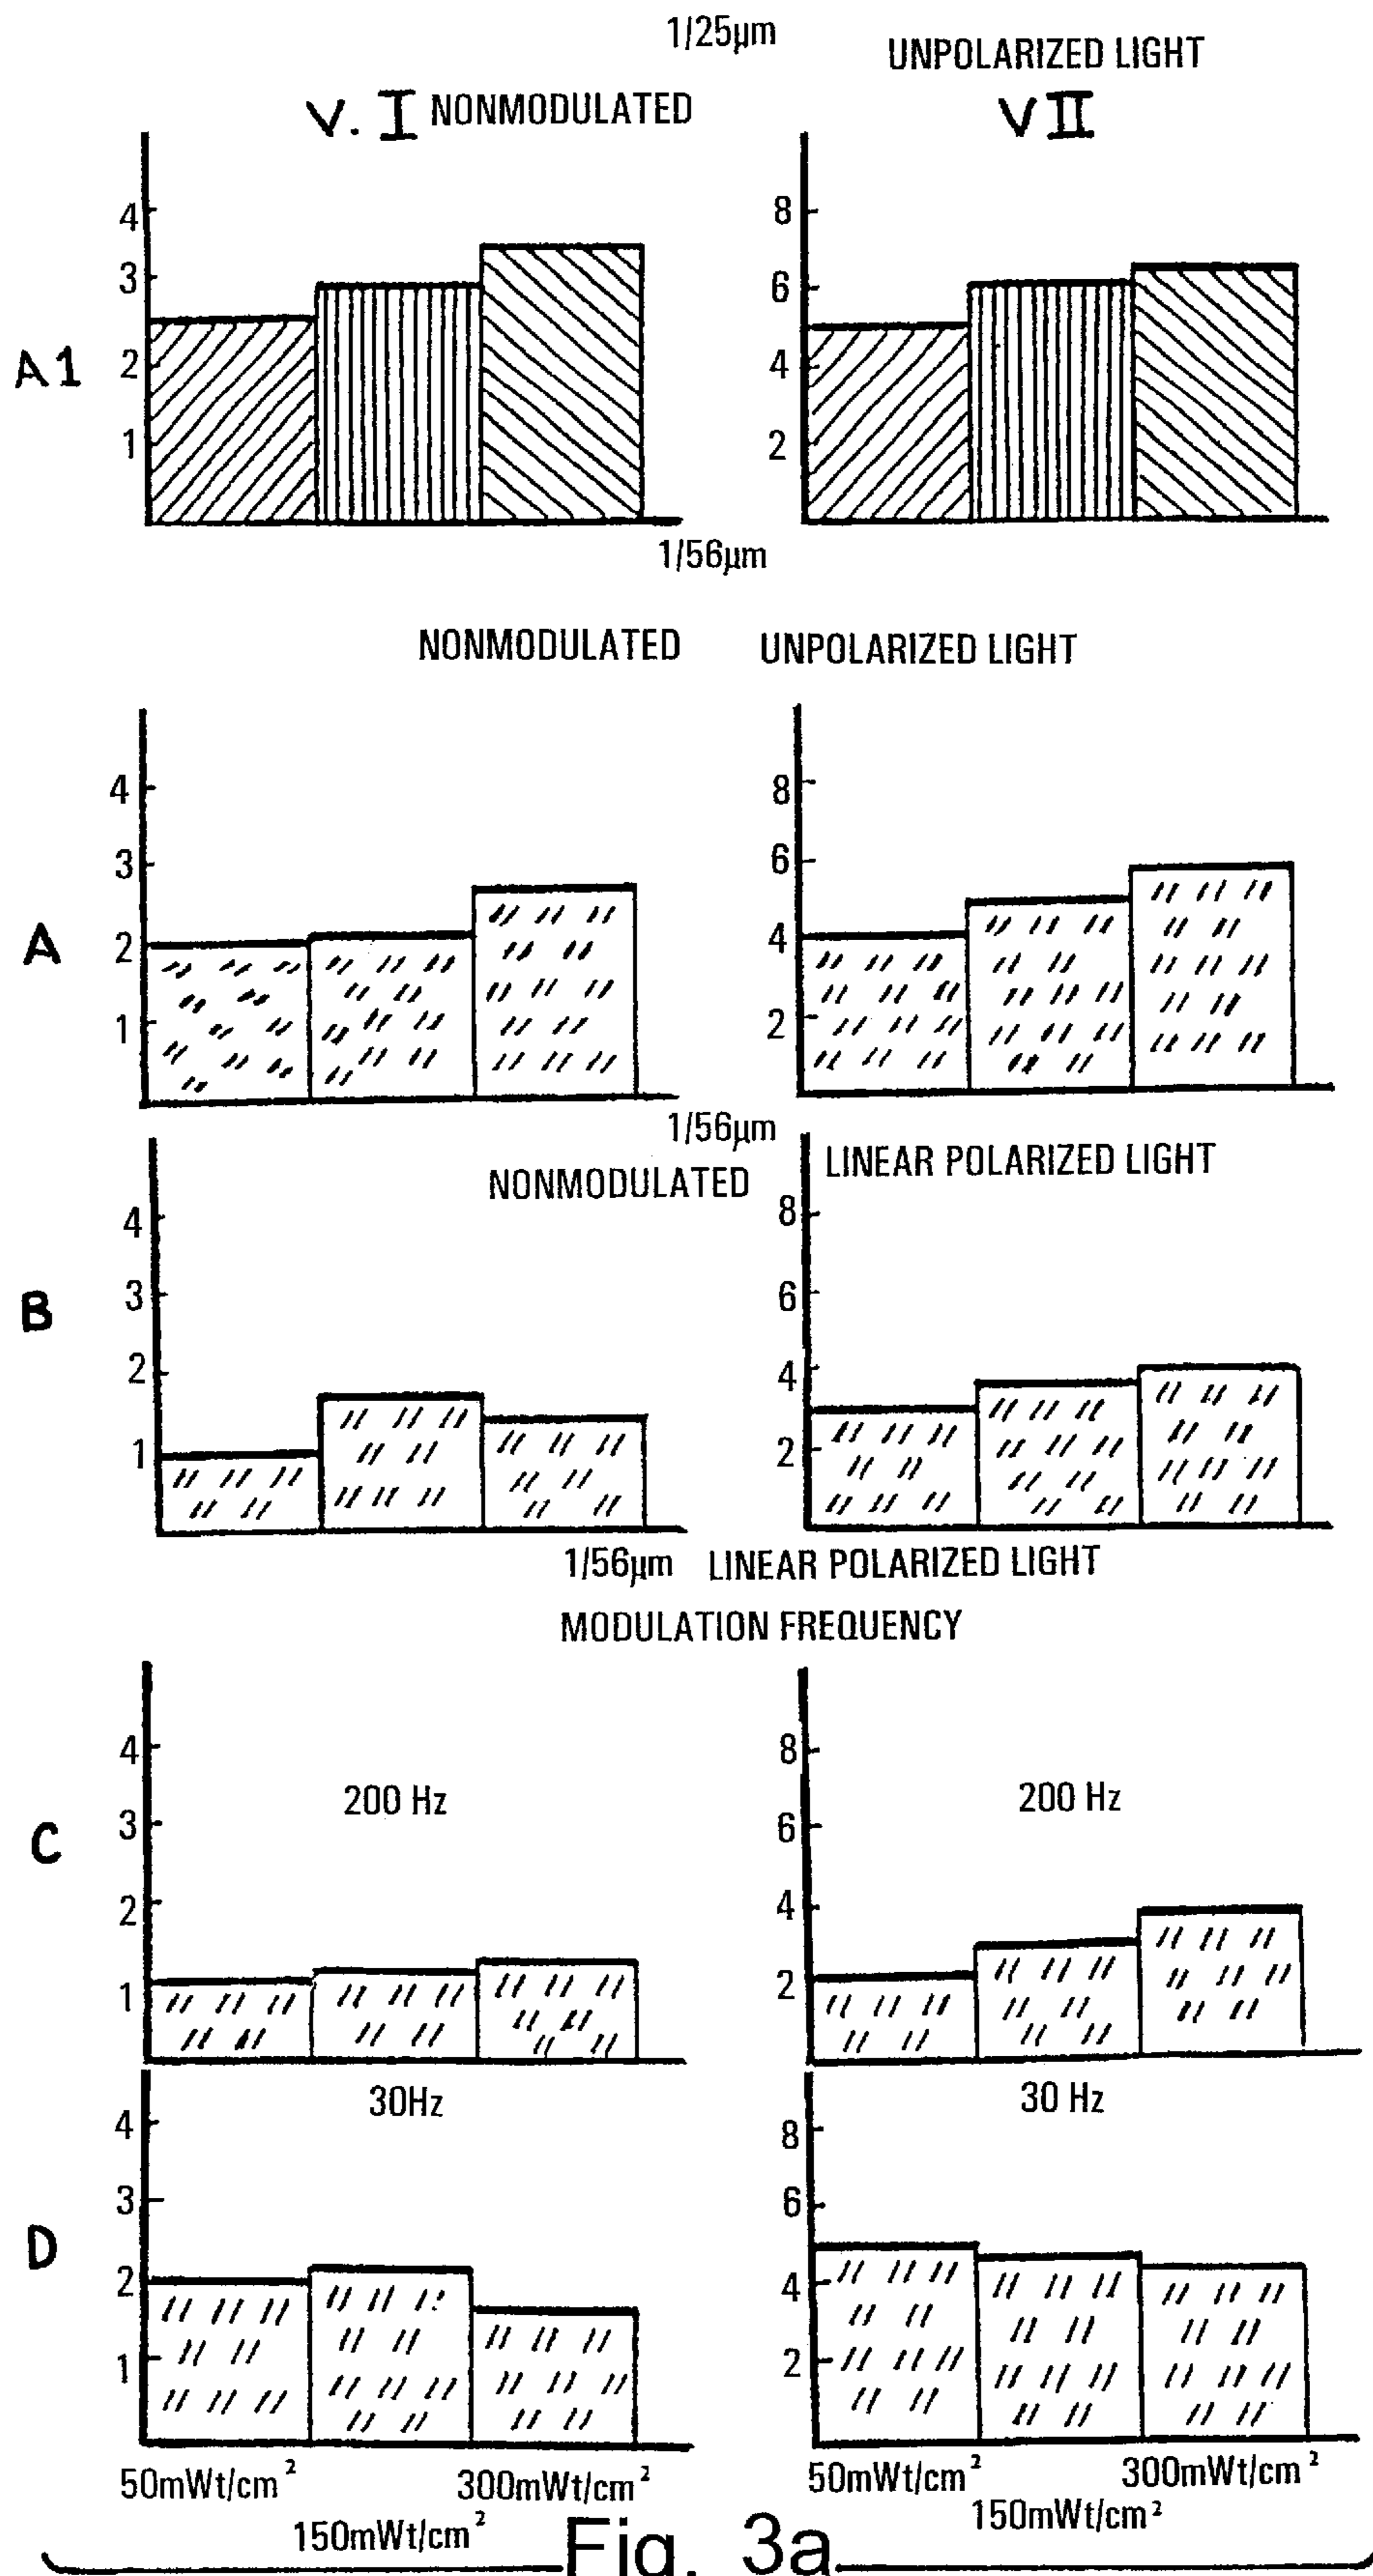 1/25µm
UNPOLARIZED LIGHT
V. I NONMODULATED
V II
4
3
2
1
A1
8
6
4
2
1/56µm
NONMODULATED UNPOLARIZED LIGHT
4
3
2
1
A
8
6
4
2
1/56µm
NONMODULATED LINEAR POLARIZED LIGHT
4
3
2
1
B
8
6
4
2
1/56µm LINEAR POLARIZED LIGHT
MODULATION FREQUENCY
4
3
2
1
C
200 Hz
8
6
4
2
200 Hz
30Hz
4
3
2
1
D
30 Hz
8
6
4
2
50mWt/cm²
150mWt/cm²
300mWt/cm²
50mWt/cm²
150mWt/cm²
300mWt/cm²
Fig. 3a